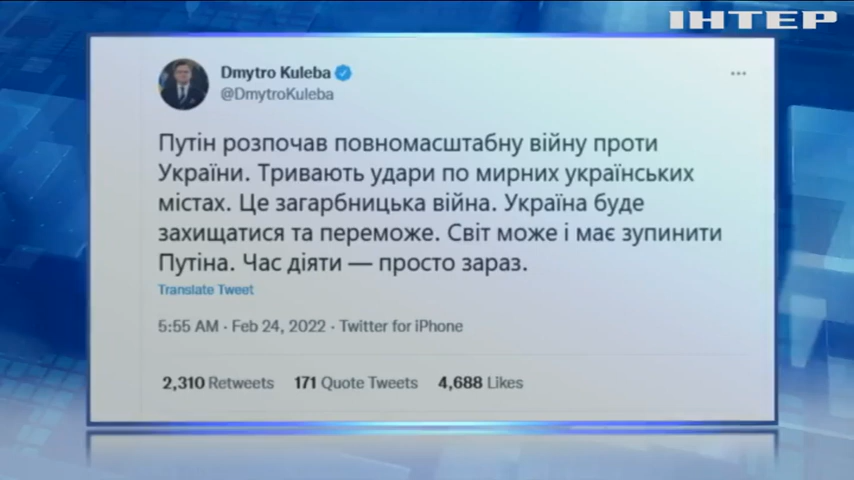 ІНТЕР
Dmytro Kuleba
@DmytroKuleba
Путін розпочав повномасштабну війну проти
України. Тривають удари по мирних українських
містах. Це загарбницька війна. Україна буде
захищатися та переможе. Світ може і має зупинити
Путіна. Час діяти — просто зараз.
Translate Tweet
5:55 AM · Feb 24, 2022 · Twitter for iPhone
2,310 Retweets 171 Quote Tweets 4,688 Likes